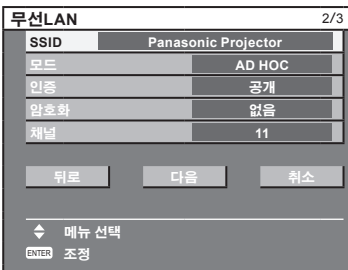 무선LAN 2/3
SSID Panasonic Projector
모드 AD HOC
인증 공개
암호화 없음
채널 11
뒤로 다음 취소
메뉴 선택
ENTER 조정